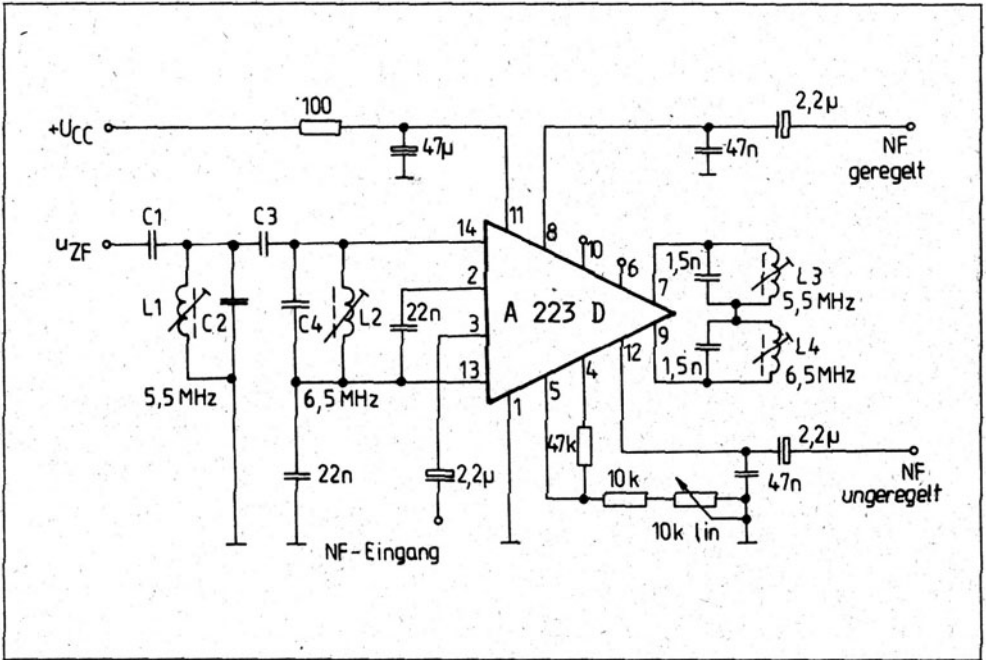 100
2,2µ
+UCC
47µ
47n
NF
geregelt
C1
C3
14
11
8
10
6
uZF
2
7
1,5n
L3
5,5 MHz
L1
C2
C4
L2
22n
3
A 223 D
9
L4
1,5n
6,5 MHz
13
12
5,5 MHz
6,5 MHz
1
5
4
47k
2,2µ
22n
2,2µ
10k
47n
NF
ungeregelt
10k lin
NF-Eingang